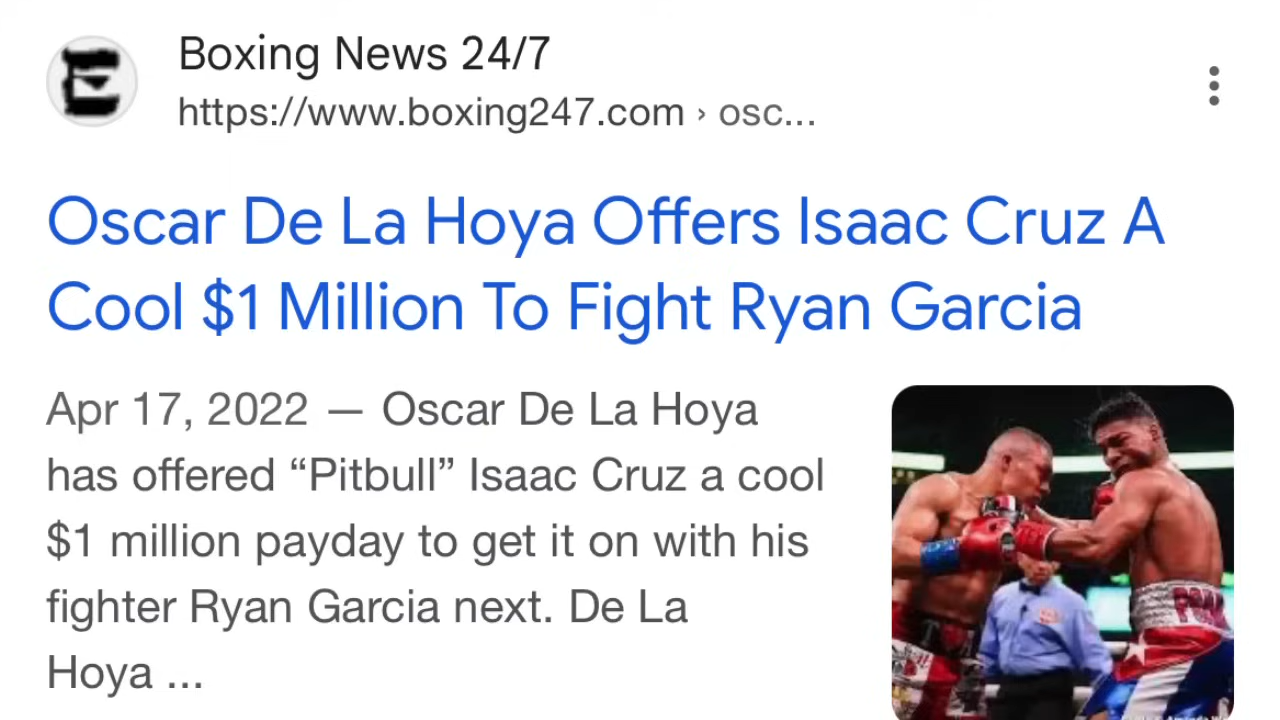 Boxing News 24/7
https://www.boxing247.com › osc...
Oscar De La Hoya Offers Isaac Cruz A
Cool $1 Million To Fight Ryan Garcia
Apr 17, 2022 — Oscar De La Hoya
has offered “Pitbull” Isaac Cruz a cool
$1 million payday to get it on with his
fighter Ryan Garcia next. De La
Hoya ...